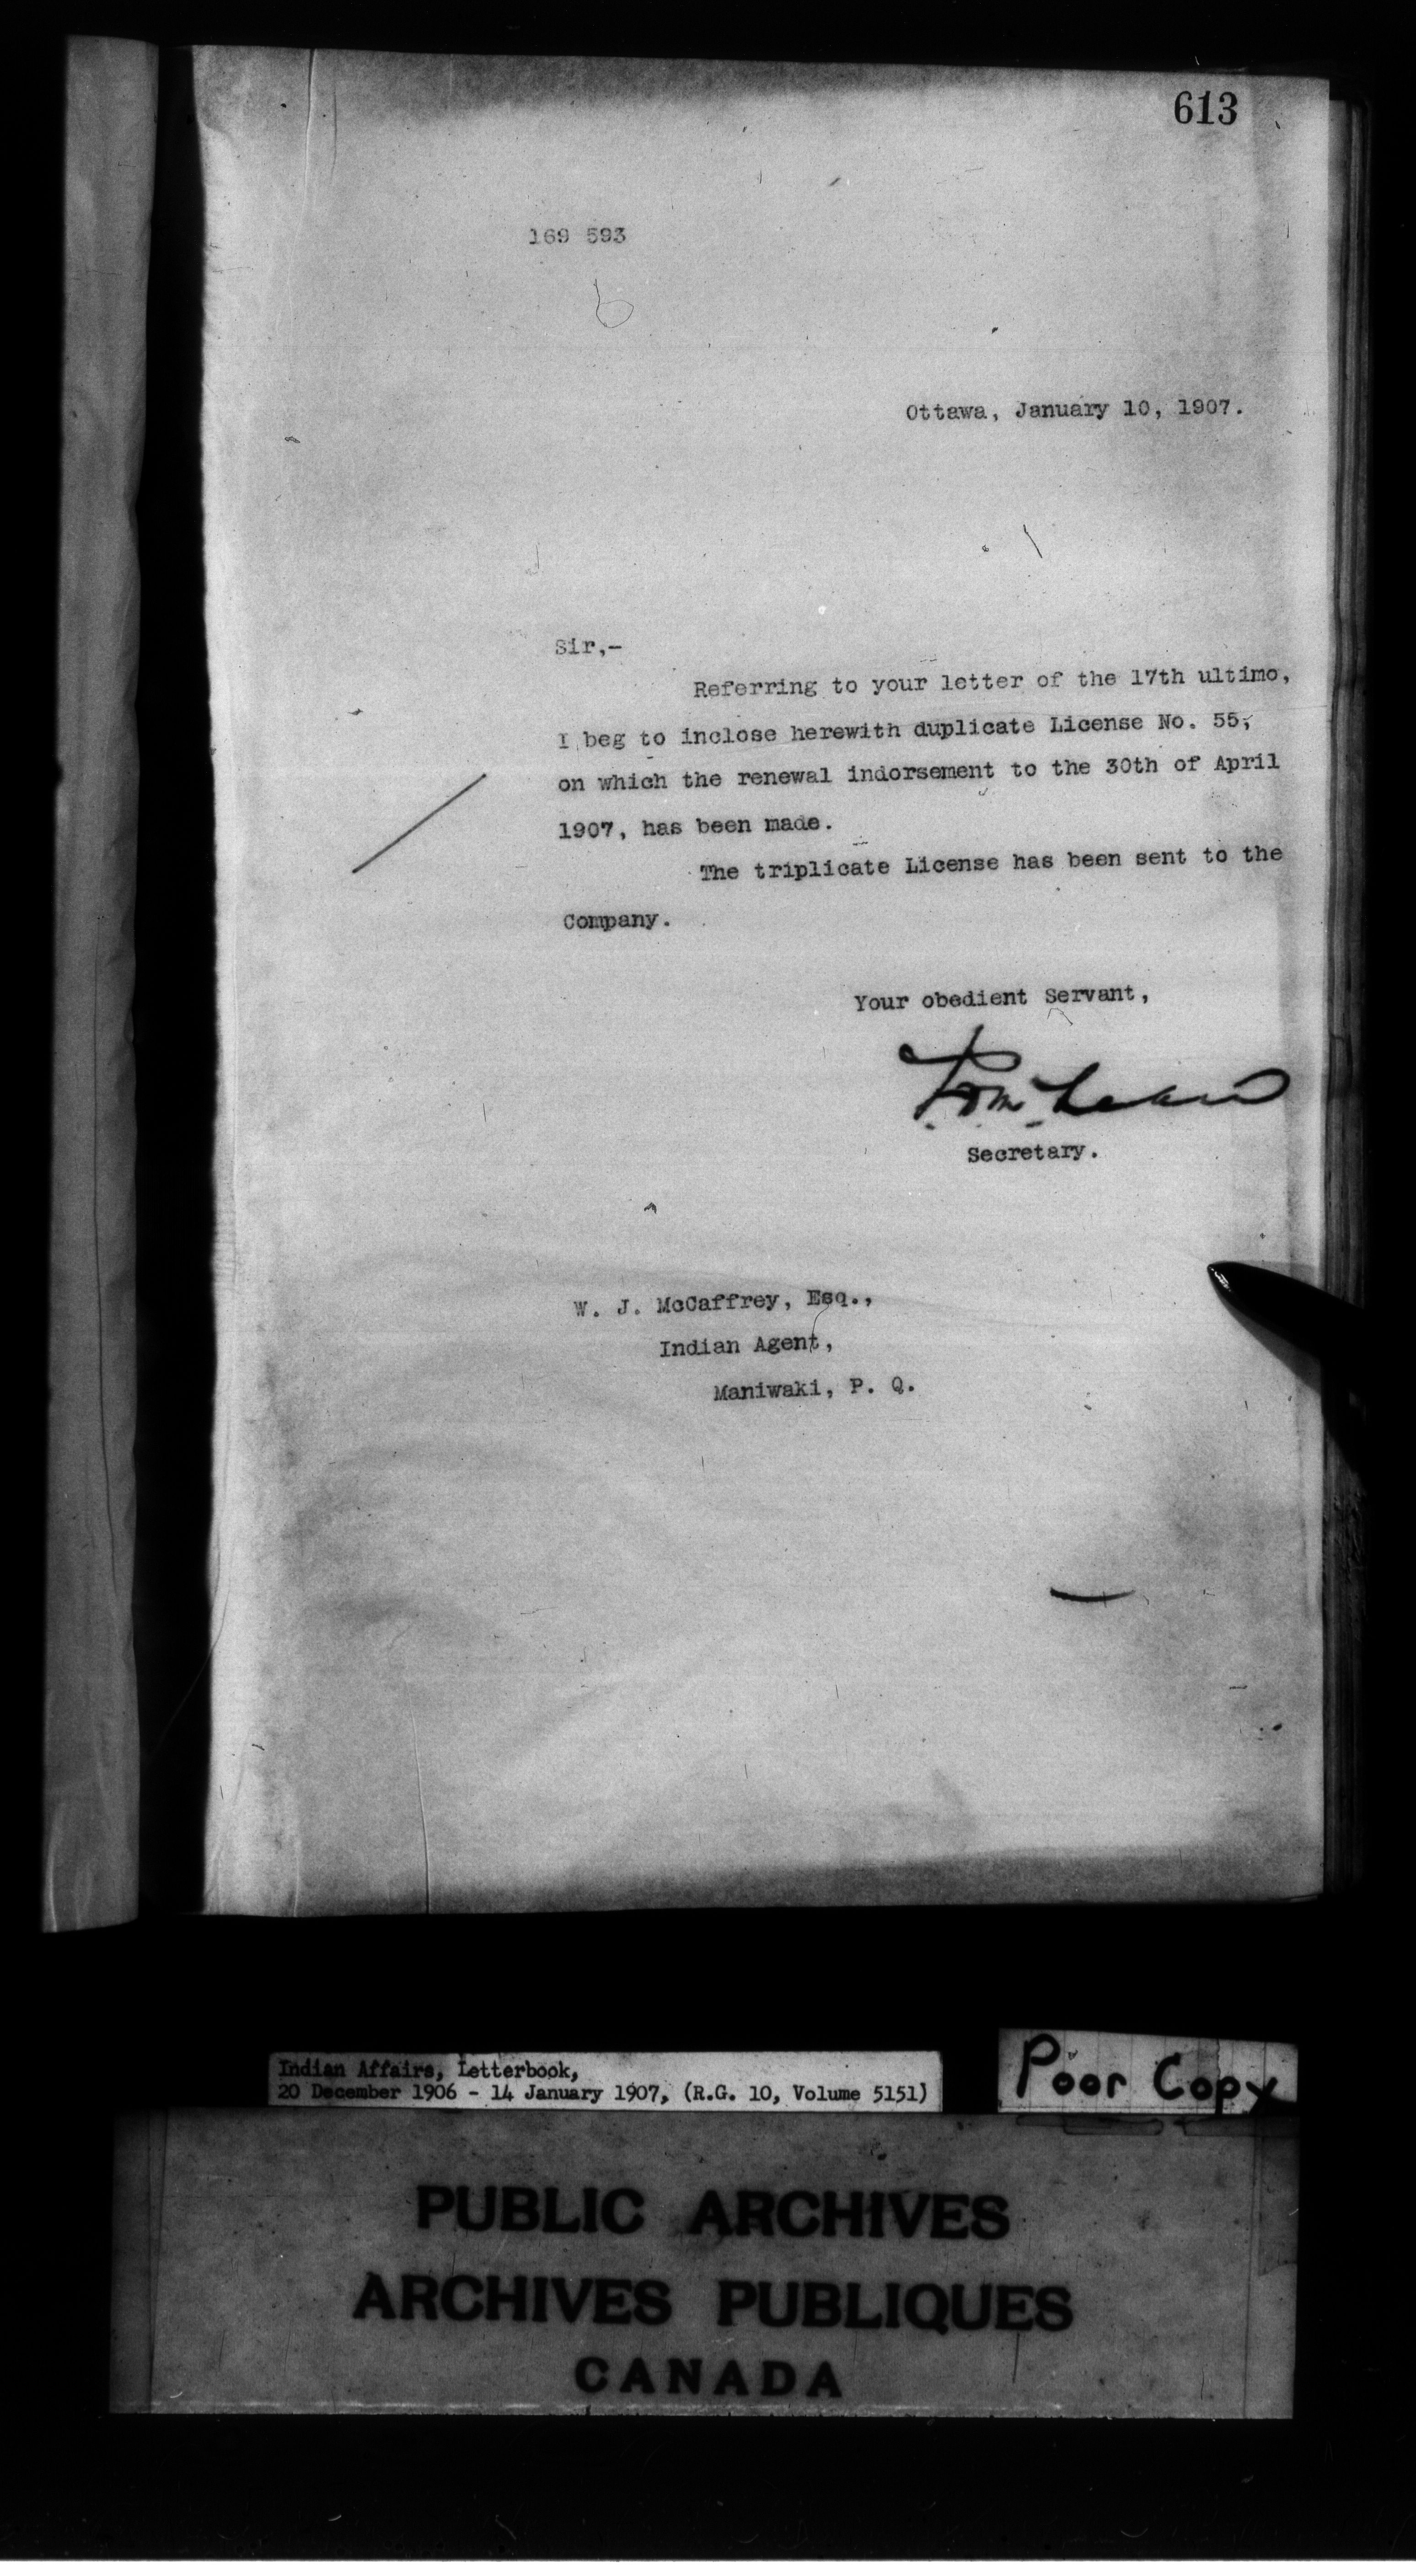 613
169 593
Ottawa, January 10, 1907.
Sir,-
Referring to your letter of the 17th ultimo,
I beg to inclose herewith duplicate License No. 55,
on which the renewal indorsement to the 30th of April
1907, has been made.
The triplicate License has been sent to the
Company.
Your obedient Servant,
Secretary.
W. J. McCaffrey, Esq.,
Indian Agent,
Maniwaki, P. Q.
Indian Affairs, Letterbook,
20 December 1906 - 14 January 1907, (R.G. 10, Volume 5151)
Poor Copy
PUBLIC ARCHIVES
ARCHIVES PUBLIQUES
CANADA